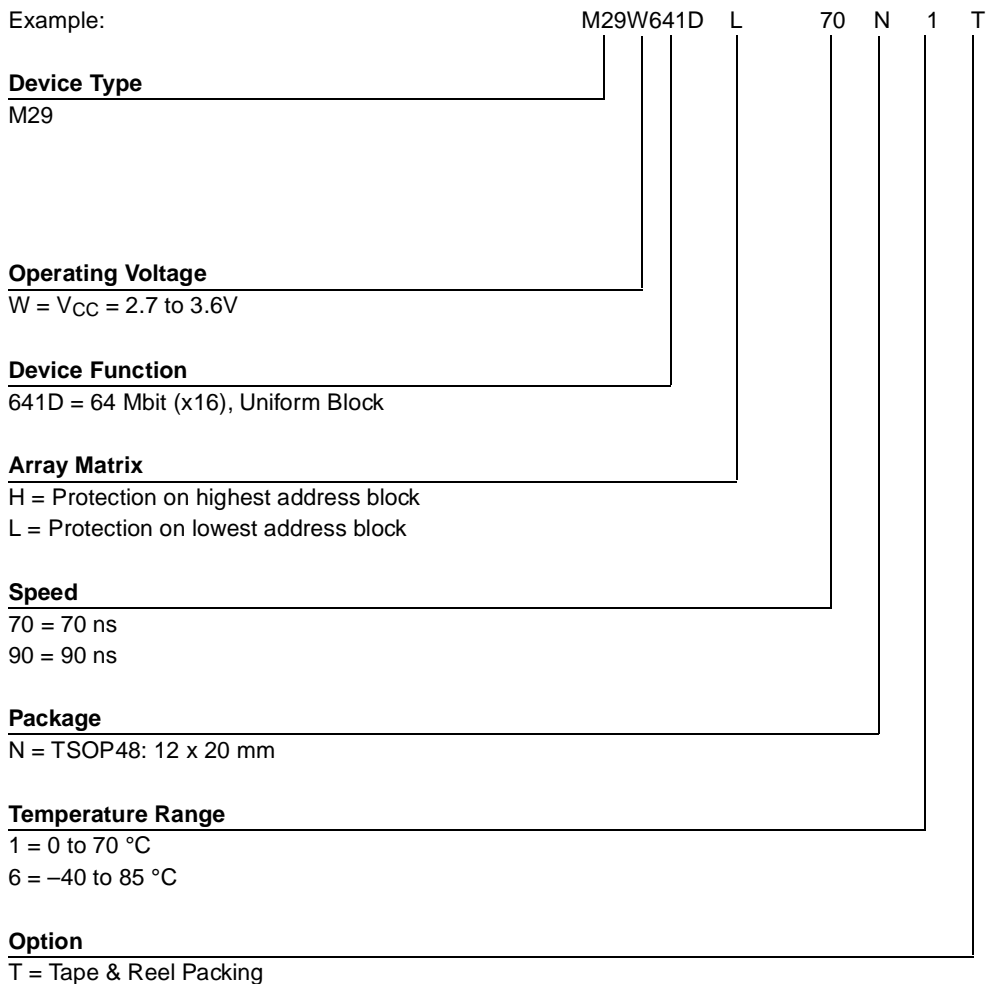 Example: M29W641D L 70 N 1 T
Device Type
M29
Operating Voltage
W = VCC = 2.7 to 3.6V
Device Function
641D = 64 Mbit (x16), Uniform Block
Array Matrix
H = Protection on highest address block
L = Protection on lowest address block
Speed
70 = 70 ns
90 = 90 ns
Package
N = TSOP48: 12 x 20 mm
Temperature Range
1 = 0 to 70 °C
6 = –40 to 85 °C
Option
T = Tape & Reel Packing